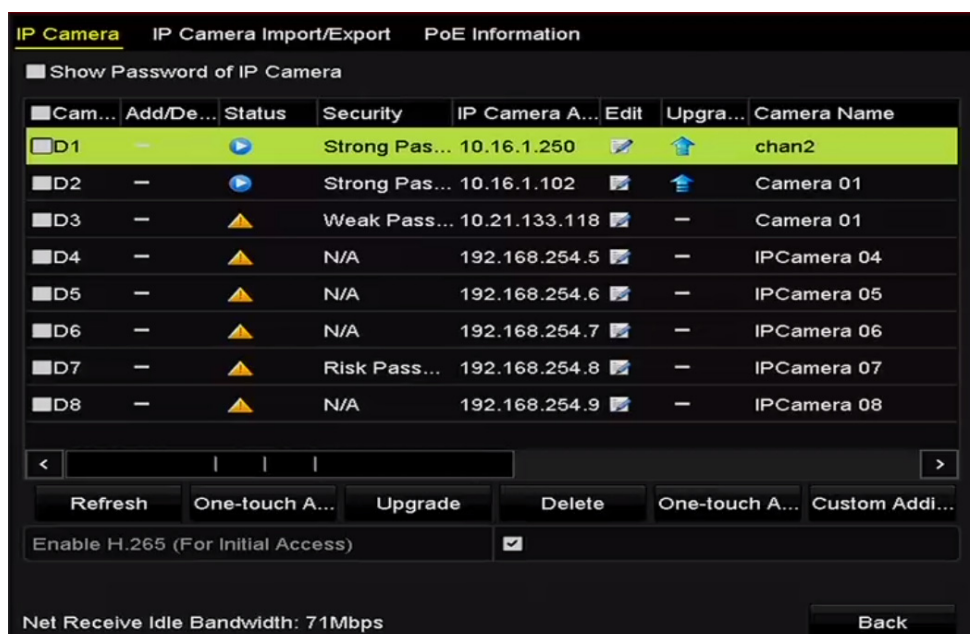 IP Camera IP Camera Import/Export PoE Information
Show Password of IP Camera
Cam... Add/De... Status Security IP Camera A... Edit Upgra... Camera Name
D1 – Strong Pas... 10.16.1.250 chan2
D2 – Strong Pas... 10.16.1.102 Camera 01
D3 – Weak Pass... 10.21.133.118 – Camera 01
D4 – N/A 192.168.254.5 – IPCamera 04
D5 – N/A 192.168.254.6 – IPCamera 05
D6 – N/A 192.168.254.7 – IPCamera 06
D7 – Risk Pass... 192.168.254.8 – IPCamera 07
D8 – N/A 192.168.254.9 – IPCamera 08
< >
Refresh One-touch A... Upgrade Delete One-touch A... Custom Addi...
Enable H.265 (For Initial Access)
Net Receive Idle Bandwidth: 71Mbps Back